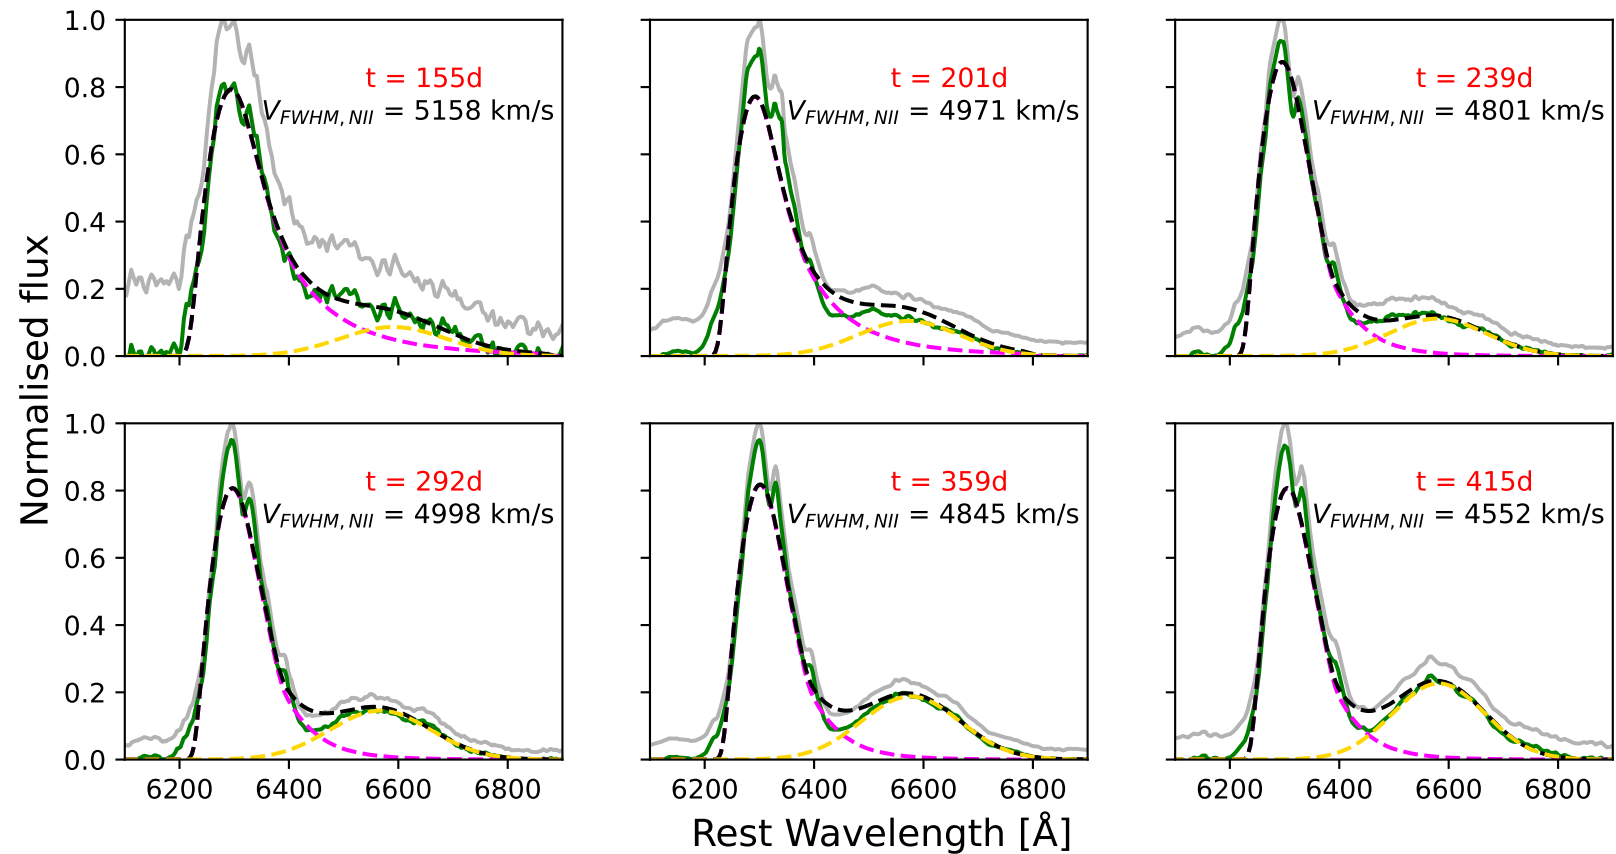 Normalised flux
1.0
0.8
0.6
0.4
0.2
0.0
t = 155d
V_FWHM, NII = 5158 km/s
t = 201d
V_FWHM, NII = 4971 km/s
t = 239d
V_FWHM, NII = 4801 km/s
1.0
0.8
0.6
0.4
0.2
0.0
t = 292d
V_FWHM, NII = 4998 km/s
t = 359d
V_FWHM, NII = 4845 km/s
t = 415d
V_FWHM, NII = 4552 km/s
6200 6400 6600 6800
6200 6400 6600 6800
6200 6400 6600 6800
Rest Wavelength [Å]